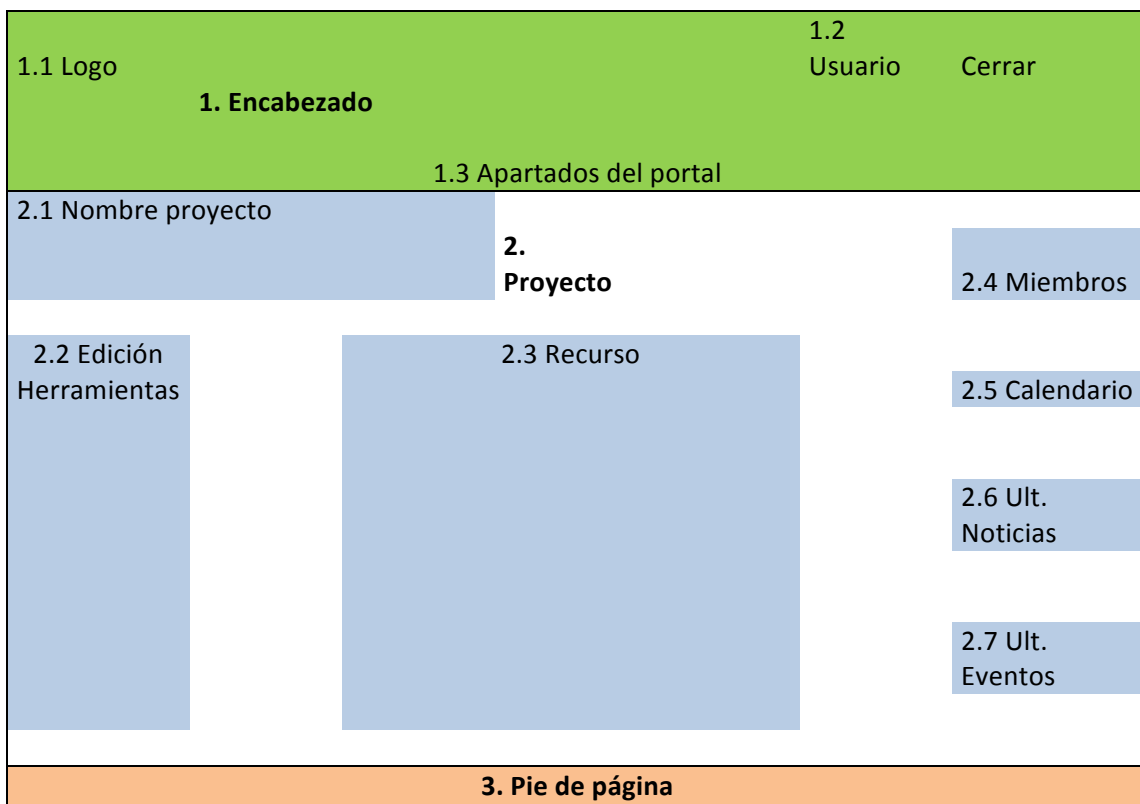 1.2
1.1 Logo Usuario Cerrar
1. Encabezado
1.3 Apartados del portal
2.1 Nombre proyecto
2.
Proyecto 2.4 Miembros
2.2 Edición 2.3 Recurso
Herramientas 2.5 Calendario
2.6 Ult.
Noticias
2.7 Ult.
Eventos
3. Pie de página